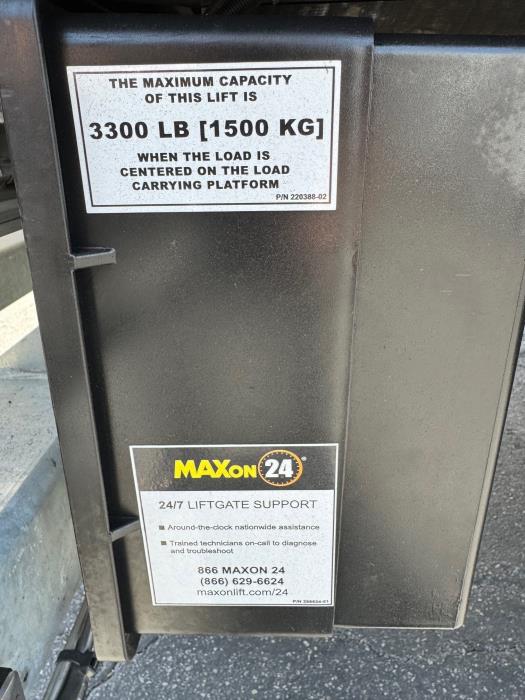 THE MAXIMUM CAPACITY
OF THIS LIFT IS
3300 LB [1500 KG]
WHEN THE LOAD IS
CENTERED ON THE LOAD
CARRYING PLATFORM
P/N 220388-02
MAXON 24
24/7 LIFTGATE SUPPORT
■ Around-the-clock nationwide assistance
■ Trained technicians on-call to diagnose
and troubleshoot
866 MAXON 24
(866) 629-6624
maxonlift.com/24
P/N